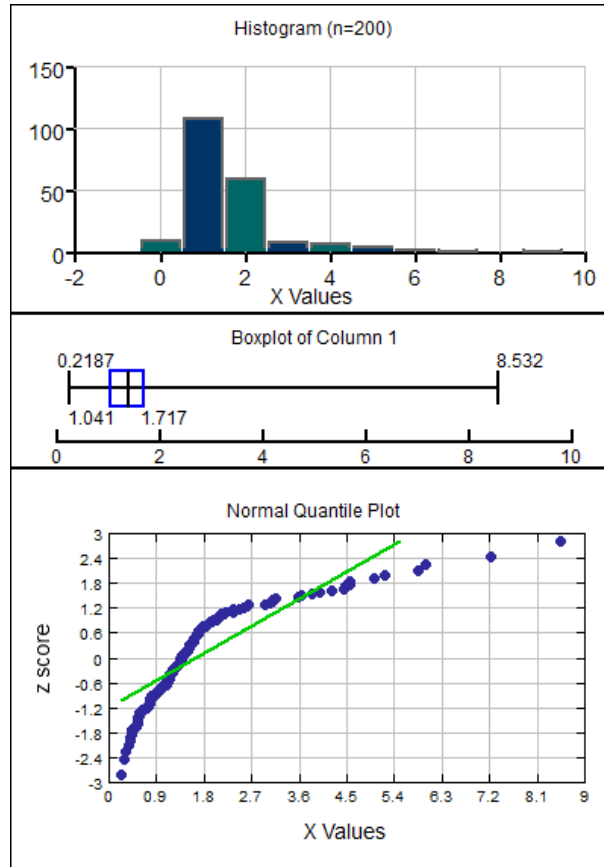 Histogram (n=200)
150
100
50
0
-2 0 2 4 6 8 10
X Values
Boxplot of Column 1
0.2187 8.532
1.041 1.717
0 2 4 6 8 10
Normal Quantile Plot
3
2.4
1.8
1.2
0.6
0
-0.6
-1.2
-1.8
-2.4
-3
z score
0 0.9 1.8 2.7 3.6 4.5 5.4 6.3 7.2 8.1 9
X Values